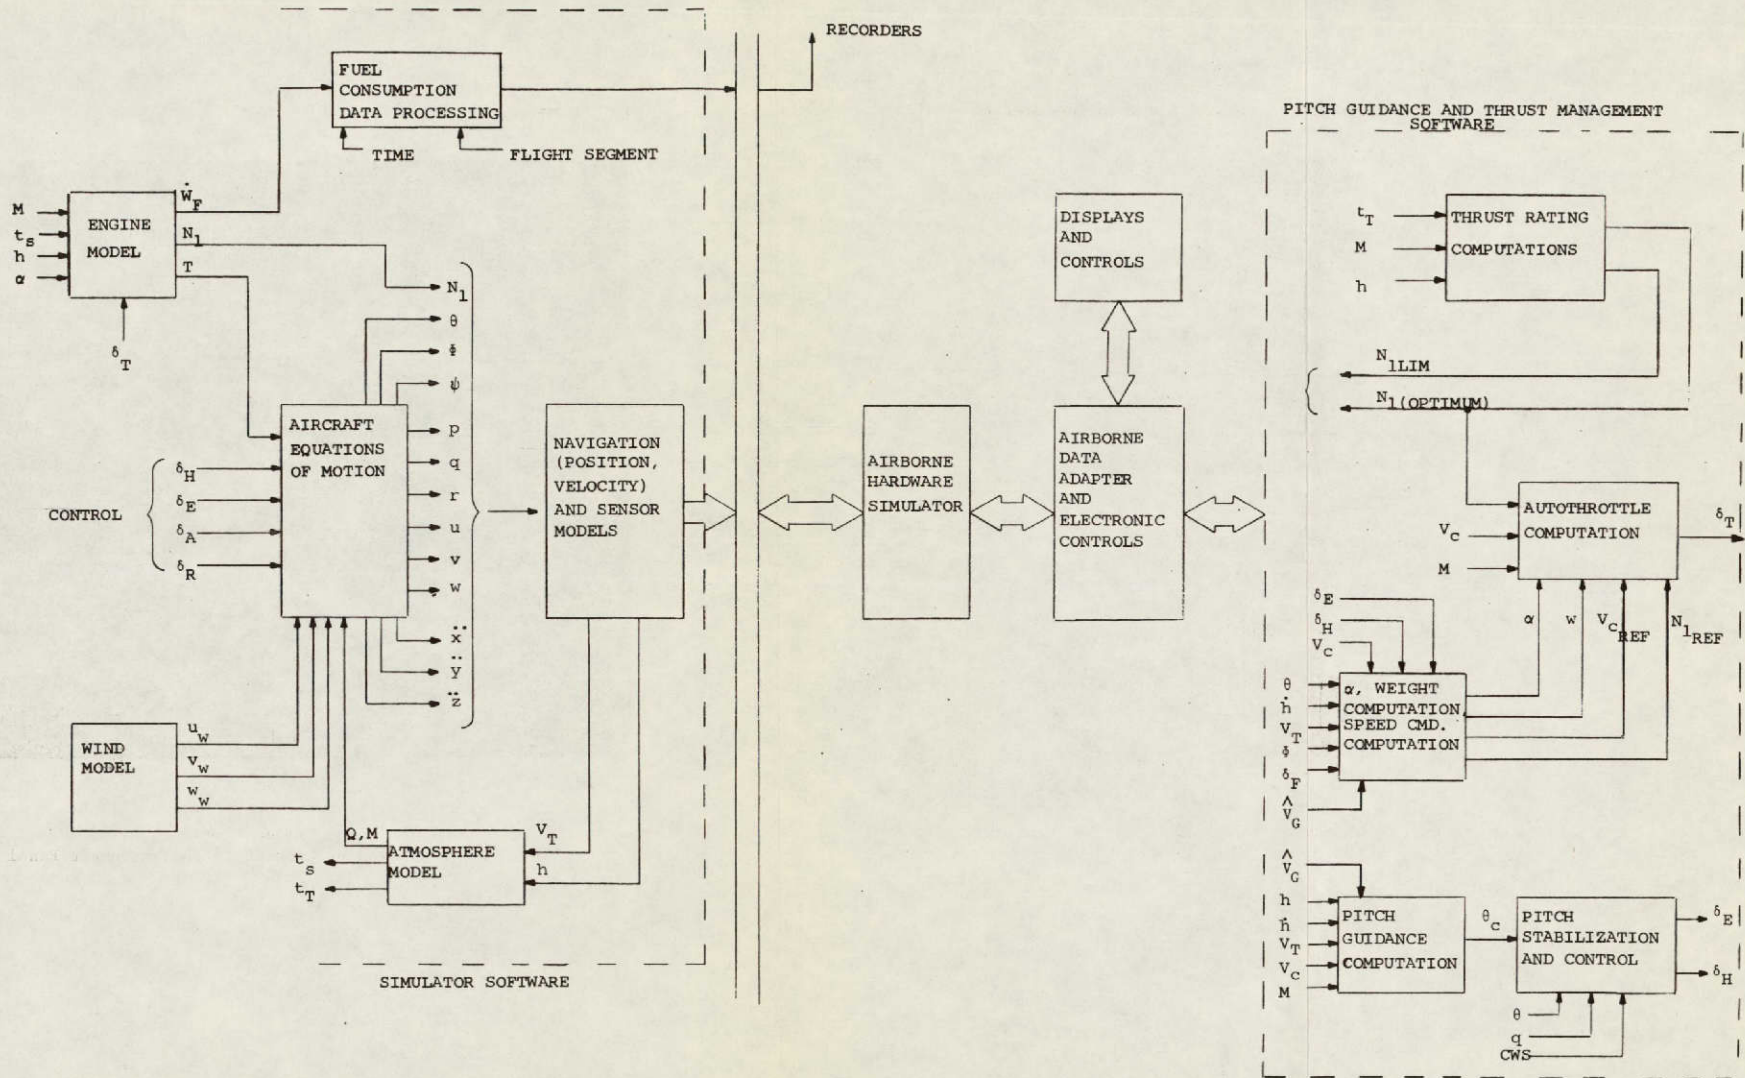 RECORDERS
FUEL
CONSUMPTION
DATA PROCESSING
TIME
FLIGHT SEGMENT
M
t_s
h
α
ENGINE
MODEL
Ẇ_F
N_1
T
δ_T
N_1
θ
Φ
ψ
p
q
r
u
v
w
ẍ
ÿ
z̈
AIRCRAFT
EQUATIONS
OF MOTION
CONTROL
δ_H
δ_E
δ_A
δ_R
NAVIGATION
(POSITION,
VELOCITY)
AND SENSOR
MODELS
WIND
MODEL
u_w
v_w
w_w
Q,M
ATMOSPHERE
MODEL
t_s
t_T
V_T
h
SIMULATOR SOFTWARE
AIRBORNE
HARDWARE
SIMULATOR
DISPLAYS
AND
CONTROLS
AIRBORNE
DATA
ADAPTER
AND
ELECTRONIC
CONTROLS
PITCH GUIDANCE AND THRUST MANAGEMENT
SOFTWARE
t_T
M
h
THRUST RATING
COMPUTATIONS
N_1LIM
N_1(OPTIMUM)
V_C
M
AUTOTHROTTLE
COMPUTATION
δ_T
δ_E
δ_H
V_C
α
w
V_C_REF
N_1_REF
θ
ḣ
V_T
Φ
δ_F
V̂_G
α, WEIGHT
COMPUTATION
SPEED CMD.
COMPUTATION
V̂_G
h
ḣ
V_T
V_C
M
PITCH
GUIDANCE
COMPUTATION
θ_C
PITCH
STABILIZATION
AND CONTROL
δ_E
δ_H
θ
q
CWS